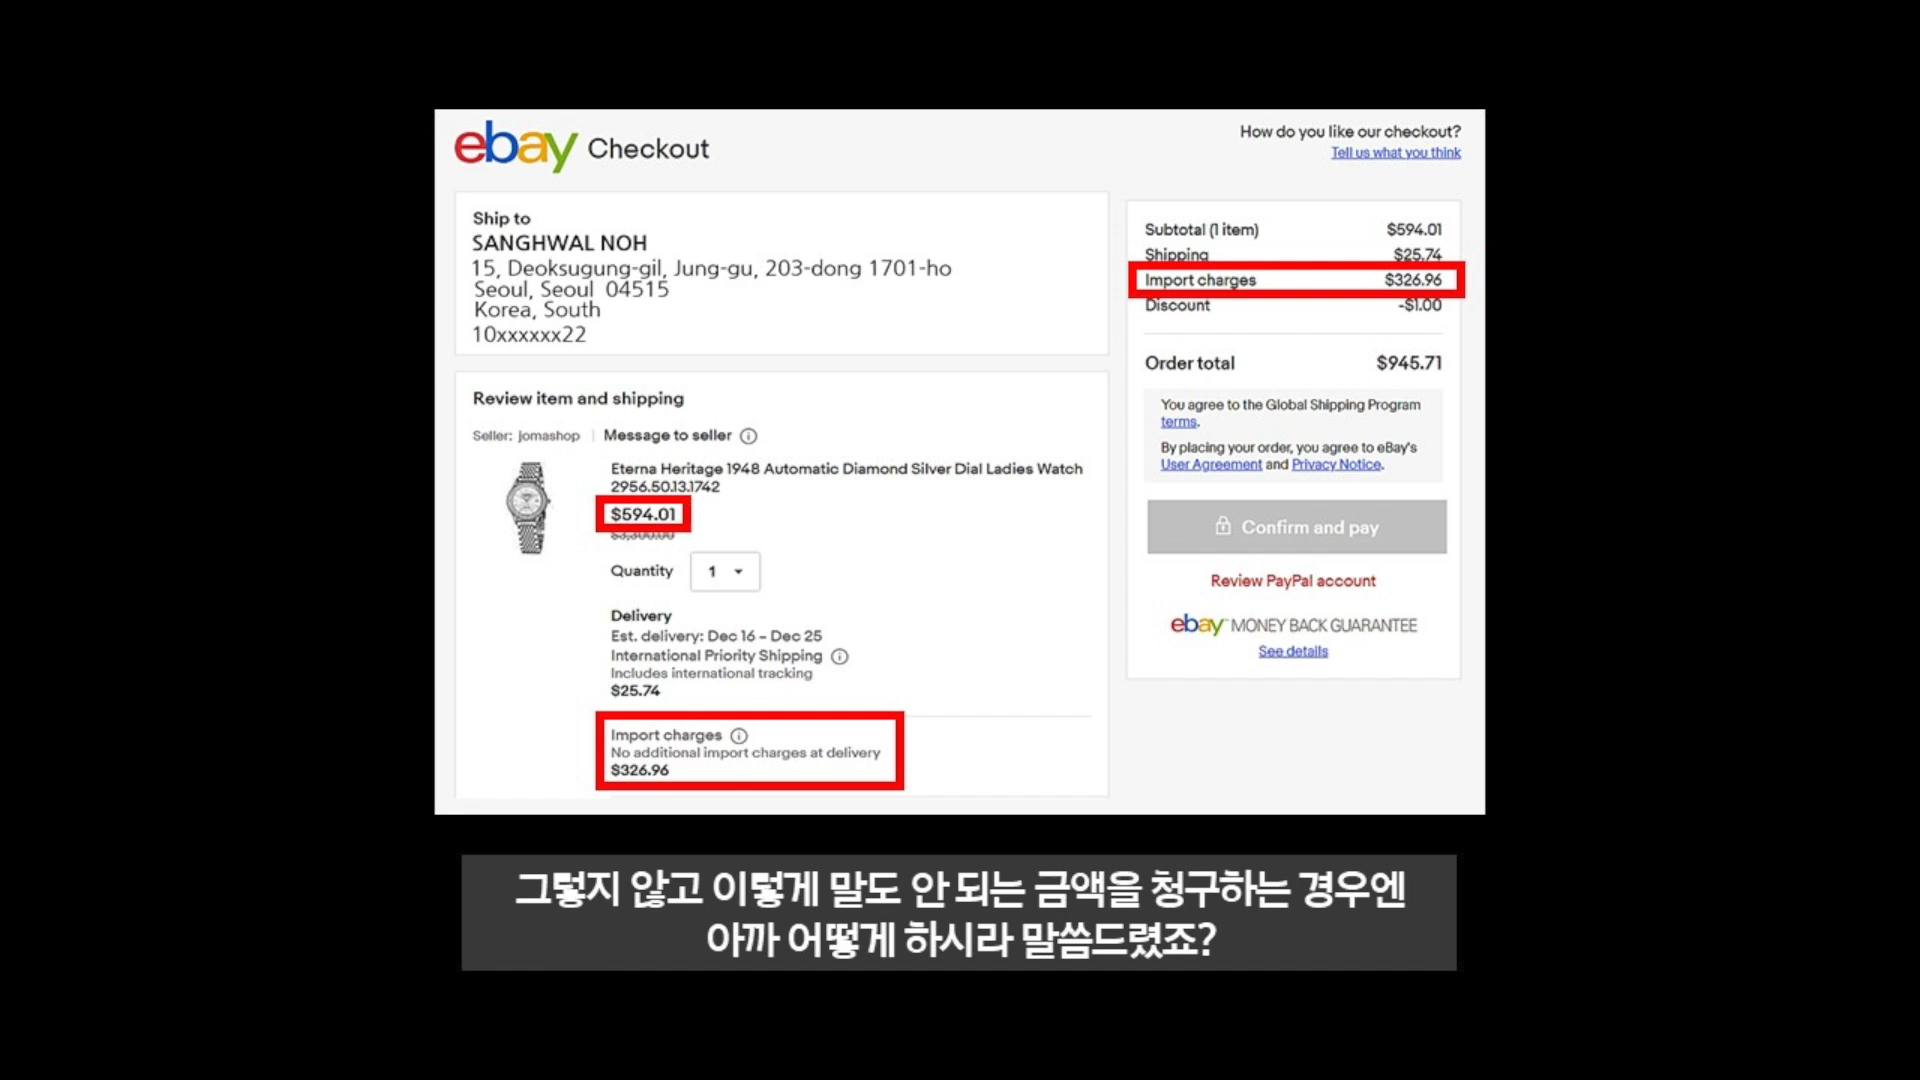 ebay Checkout
How do you like our checkout?
Tell us what you think
Ship to
SANGHWAL NOH
15, Deoksugung-gil, Jung-gu, 203-dong 1701-ho
Seoul, Seoul 04515
Korea, South
10xxxxxx22
Review item and shipping
Seller: jomashop | Message to seller
Eterna Heritage 1948 Automatic Diamond Silver Dial Ladies Watch
2956.50.13.1742
$594.01
$3,300.00
Quantity 1
Delivery
Est. delivery: Dec 16 – Dec 25
International Priority Shipping
Includes international tracking
$25.74
Import charges
No additional import charges at delivery
$326.96
Subtotal (1 item) $594.01
Shipping $25.74
Import charges $326.96
Discount -$1.00
Order total $945.71
You agree to the Global Shipping Program
terms.
By placing your order, you agree to eBay's
User Agreement and Privacy Notice.
Confirm and pay
Review PayPal account
ebay MONEY BACK GUARANTEE
See details
그렇지 않고 이렇게 말도 안 되는 금액을 청구하는 경우엔
아까 어떻게 하시라 말씀드렸죠?